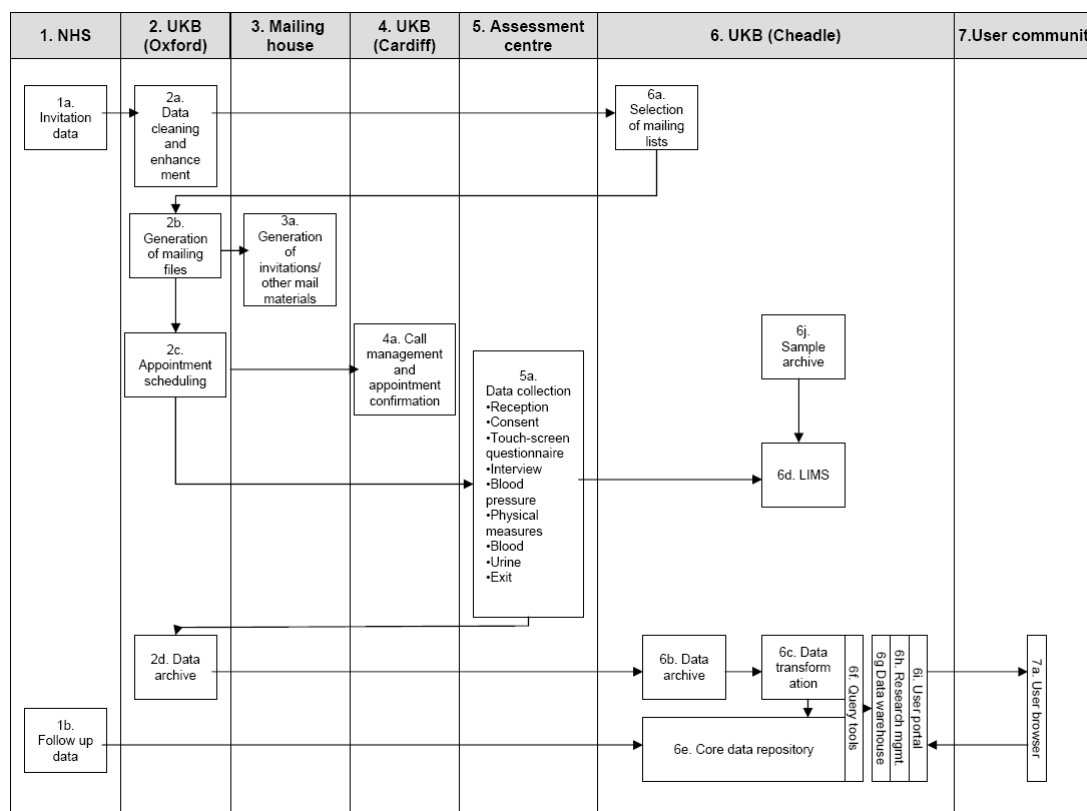 1. NHS
2. UKB
(Oxford)
3. Mailing
house
4. UKB
(Cardiff)
5. Assessment
centre
6. UKB (Cheadle)
7.User communit
1a.
Invitation
data
2a.
Data
cleaning
and
enhance
ment
6a.
Selection
of mailing
lists
2b.
Generation
of mailing
files
3a.
Generation
of
invitations/
other mail
materials
2c.
Appointment
scheduling
4a. Call
management
and
appointment
confirmation
5a.
Data collection
•Reception
•Consent
•Touch-screen
questionnaire
•Interview
•Blood
pressure
•Physical
measures
•Blood
•Urine
•Exit
6j.
Sample
archive
6d. LIMS
2d. Data
archive
6b. Data
archive
6c. Data
transform
ation
6f. Query
tools
6g Data warehouse
6h. Research mgmt.
6i. User portal
7a. User browser
1b.
Follow up
data
6e. Core data repository